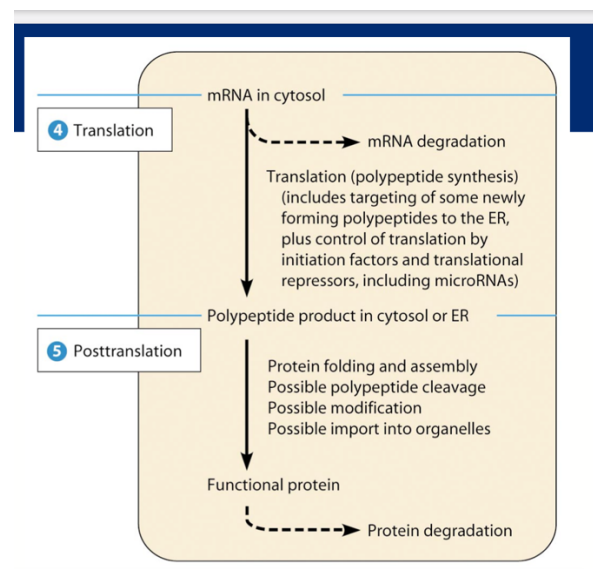 mRNA in cytosol
4 Translation
mRNA degradation
Translation (polypeptide synthesis)
(includes targeting of some newly
forming polypeptides to the ER,
plus control of translation by
initiation factors and translational
repressors, including microRNAs)
Polypeptide product in cytosol or ER
5 Posttranslation
Protein folding and assembly
Possible polypeptide cleavage
Possible modification
Possible import into organelles
Functional protein
Protein degradation